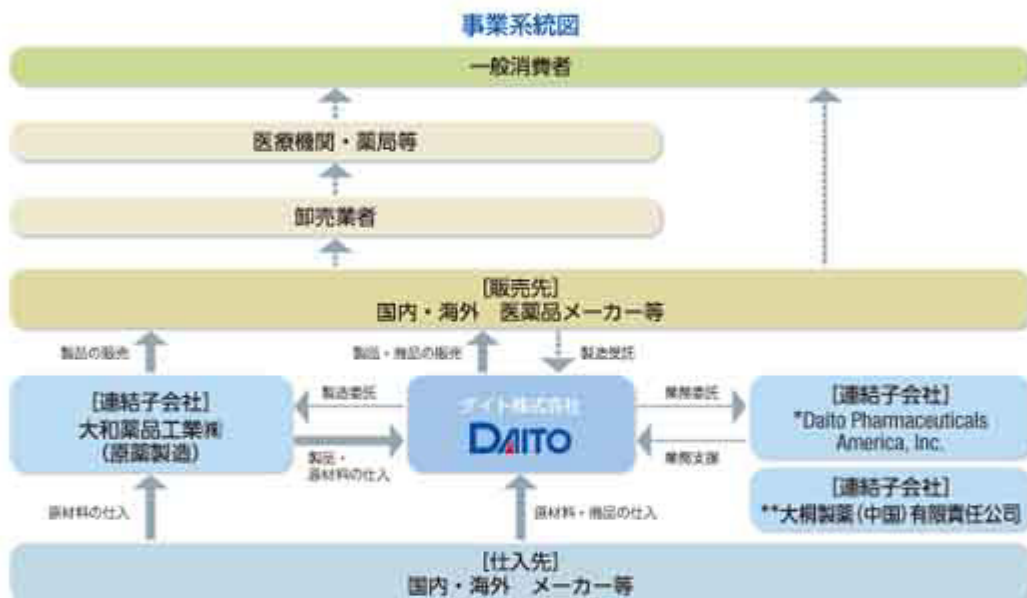 事業系統図
一般消費者
医療機関・薬局等
卸売業者
[販売先]
国内・海外 医薬品メーカー等
製品の販売
製品・商品の販売
製造受託
[連結子会社]
大和薬品工業㈱
(原薬製造)
製造委託
製品・
原材料の仕入
ダイト株式会社
DAITO
業務委託
業務支援
[連結子会社]
*Daito Pharmaceuticals
America, Inc.
[連結子会社]
**大桐製薬(中国)有限責任公司
原材料の仕入
原材料・商品の仕入
[仕入先]
国内・海外 メーカー等